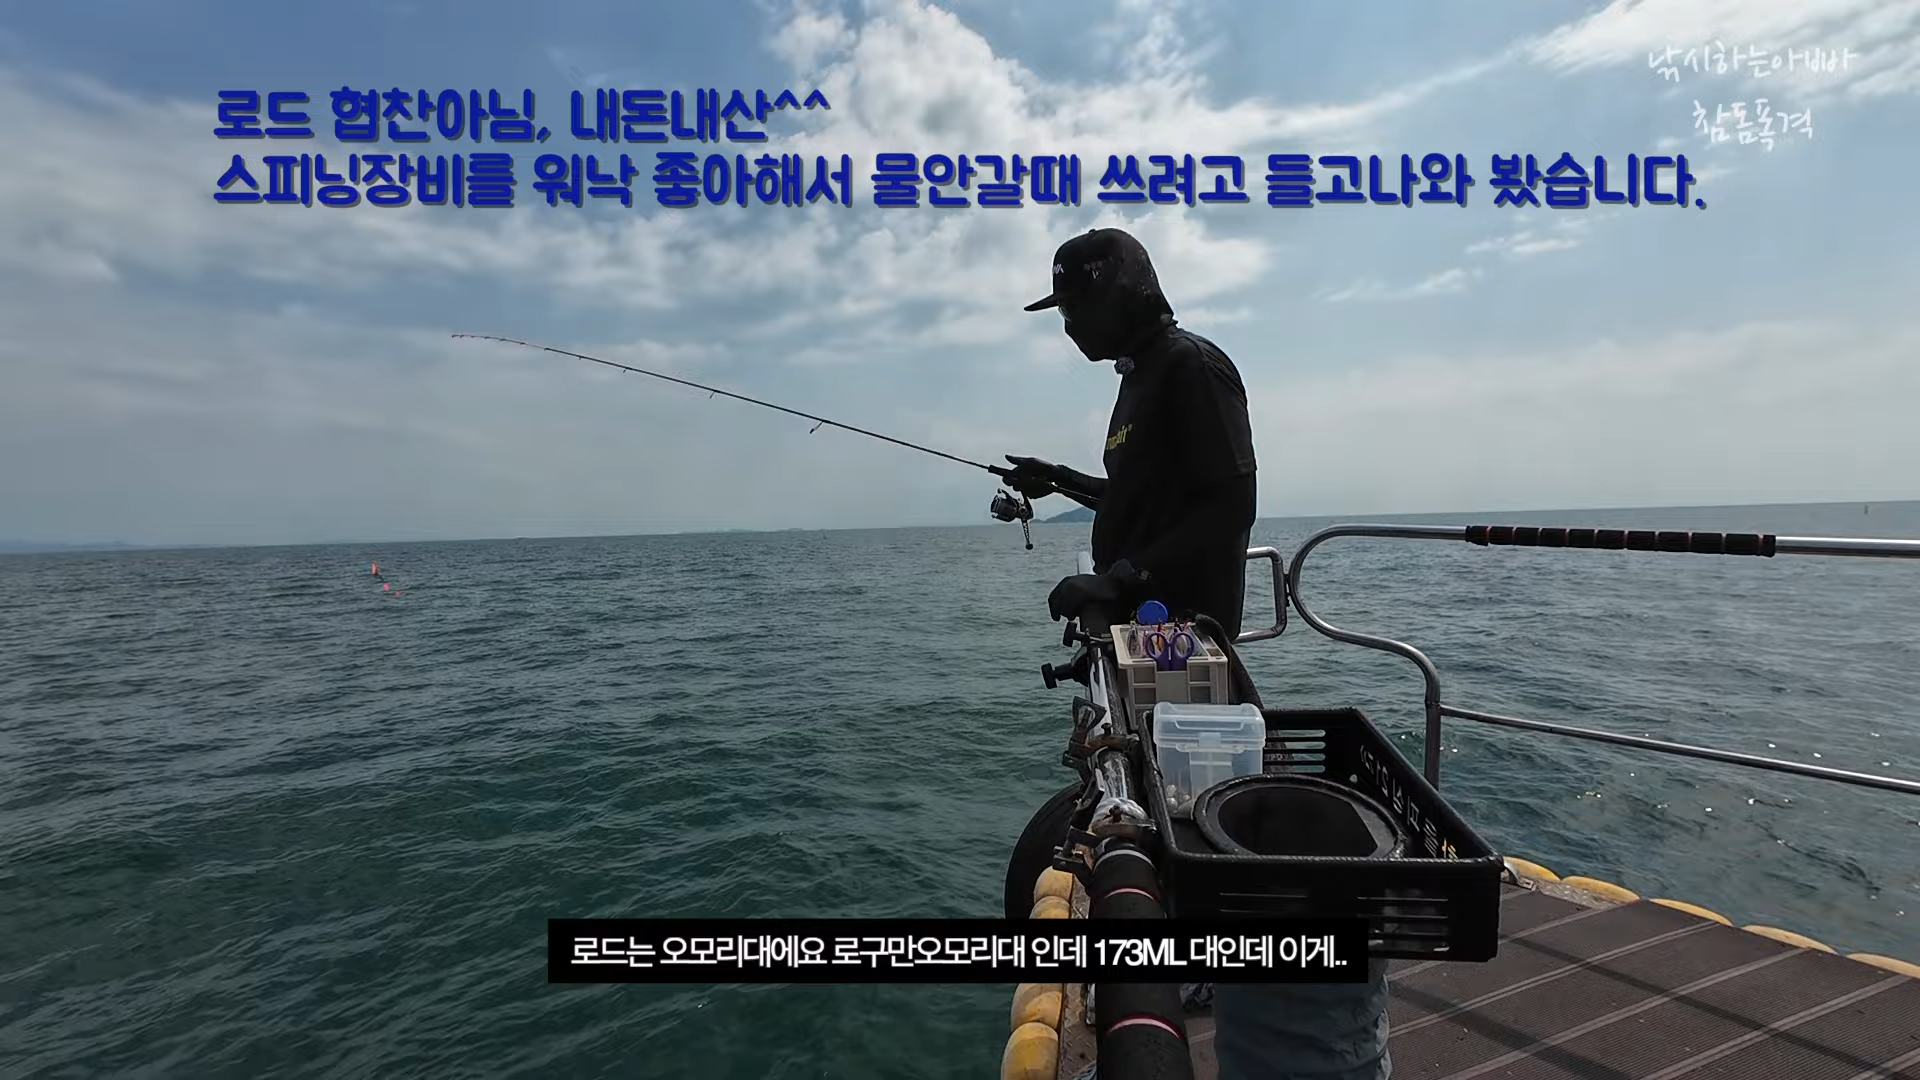 낚시하는아빠
참돔폭격
로드 협찬아님, 내돈내산^^
스피닝장비를 워낙 좋아해서 물안갈때 쓰려고 들고나와 봤습니다.
로드는 오모리대에요 로구만오모리대 인데 173ML 대인데 이게..